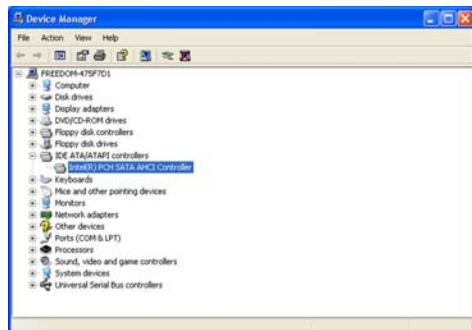 Device Manager
File Action View Help
FREEDOM-475F7D1
Computer
Disk drives
Display adapters
DVD/CD-ROM drives
Floppy disk controllers
Floppy disk drives
IDE ATA/ATAPI controllers
Intel(R) PCH SATA AHCI Controller
Keyboards
Mice and other pointing devices
Monitors
Network adapters
Other devices
Ports (COM & LPT)
Processors
Sound, video and game controllers
System devices
Universal Serial Bus controllers